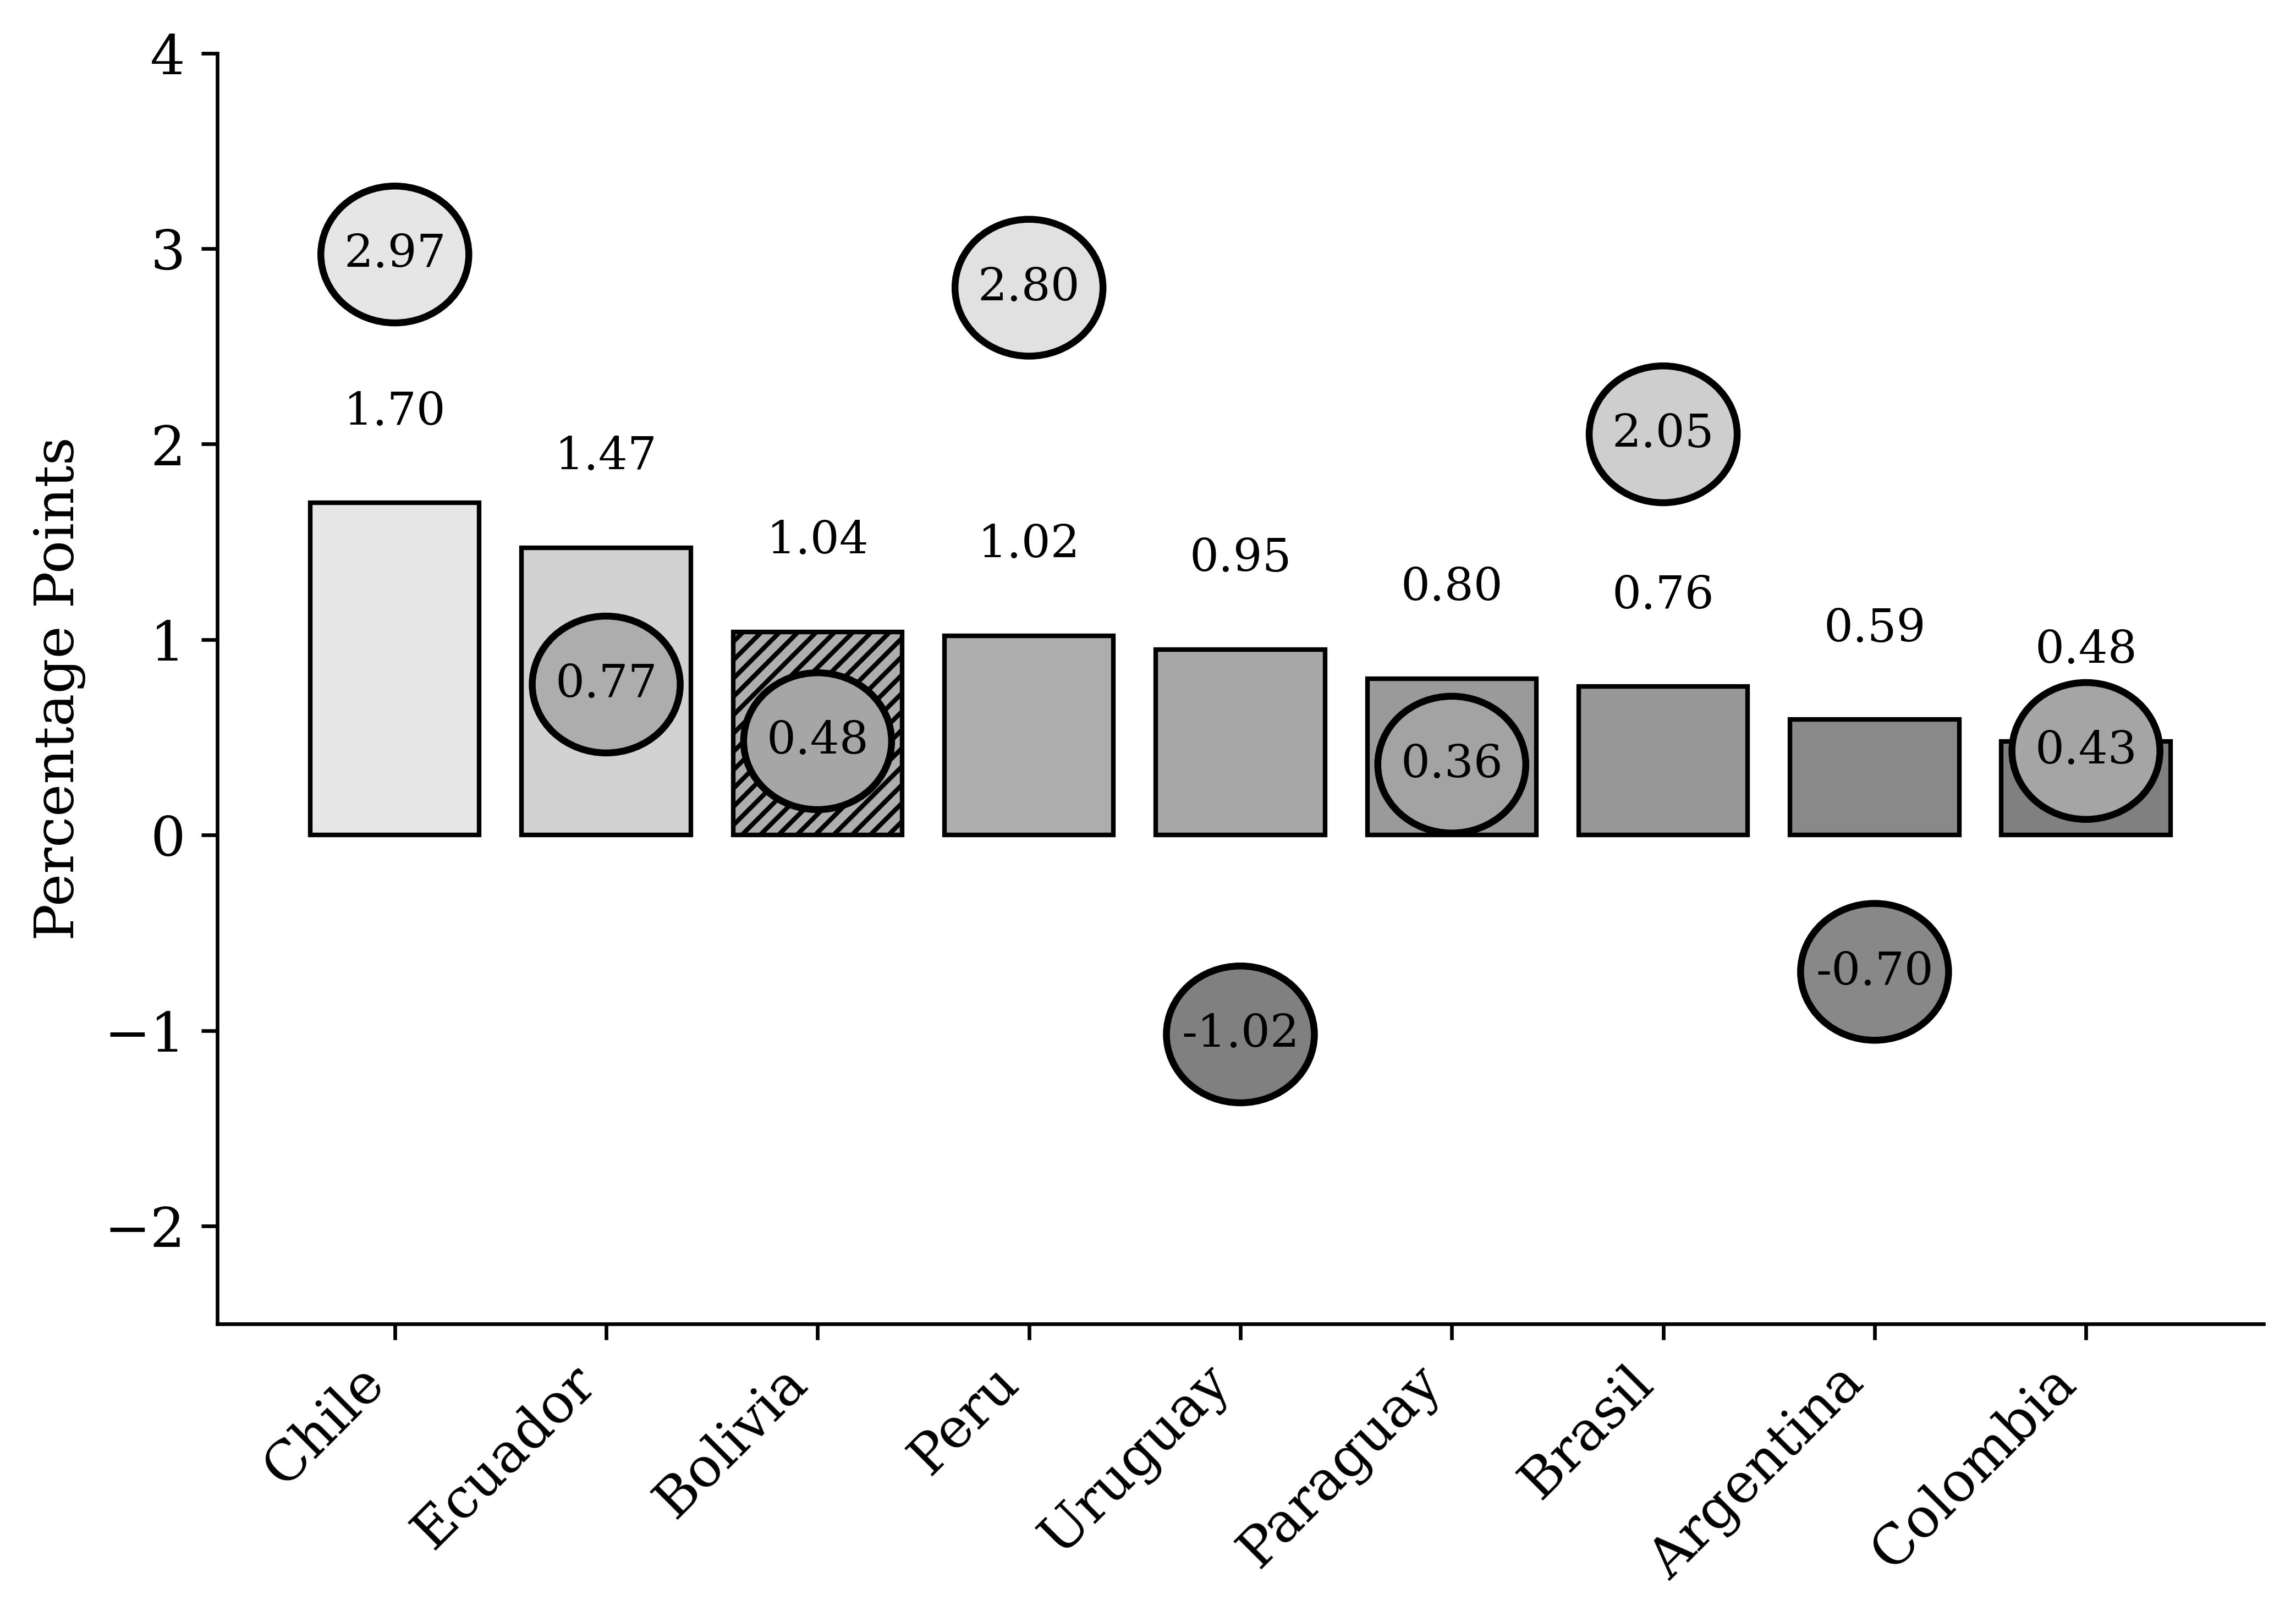 Percentage Points
4
3
2
1
0
−1
−2
2.97
2.80
2.05
1.70
1.47
1.04
1.02
0.95
0.80
0.76
0.59
0.48
0.77
0.48
0.36
0.43
-1.02
-0.70
Chile
Ecuador
Bolivia
Peru
Uruguay
Paraguay
Brasil
Argentina
Colombia